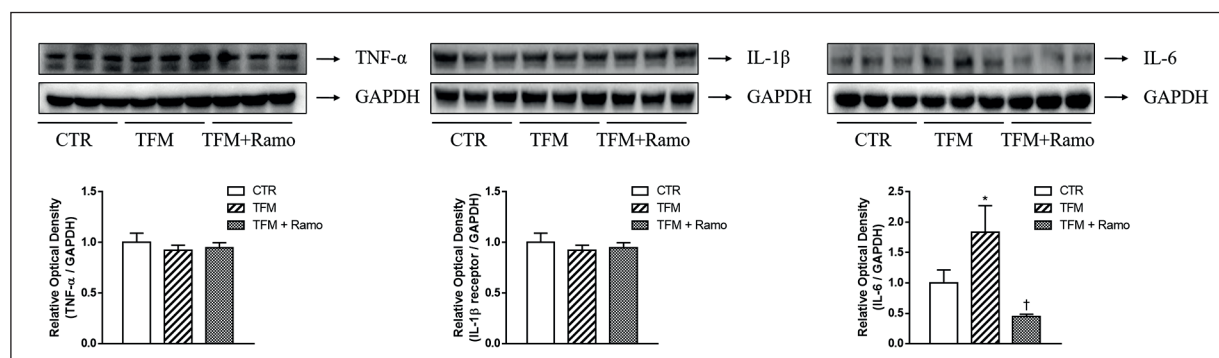 TNF-α
GAPDH
CTR TFM TFM+Ramo
IL-1β
GAPDH
CTR TFM TFM+Ramo
IL-6
GAPDH
CTR TFM TFM+Ramo
Relative Optical Density
(TNF-α / GAPDH)
1.5
1.0
0.5
0.0
CTR
TFM
TFM + Ramo
Relative Optical Density
(IL-1β receptor / GAPDH)
1.5
1.0
0.5
0.0
CTR
TFM
TFM + Ramo
Relative Optical Density
(IL-6 / GAPDH)
2.5
2.0
1.5
1.0
0.5
0.0
*
†
CTR
TFM
TFM + Ramo